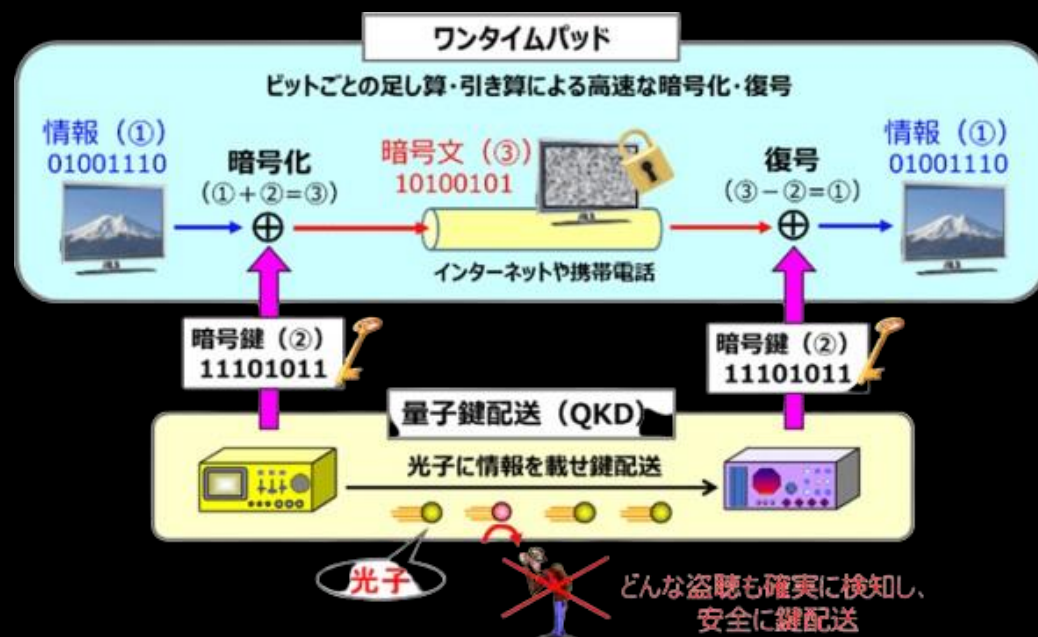 ワンタイムパッド
ビットごとの足し算・引き算による高速な暗号化・復号
情報（①）
01001110
暗号化
（①＋②=③）
暗号文（③）
10100101
復号
（③－②=①）
情報（①）
01001110
インターネットや携帯電話
暗号鍵（②）
11101011
暗号鍵（②）
11101011
量子鍵配送（QKD）
光子に情報を載せ鍵配送
光子
どんな盗聴も確実に検知し、
安全に鍵配送